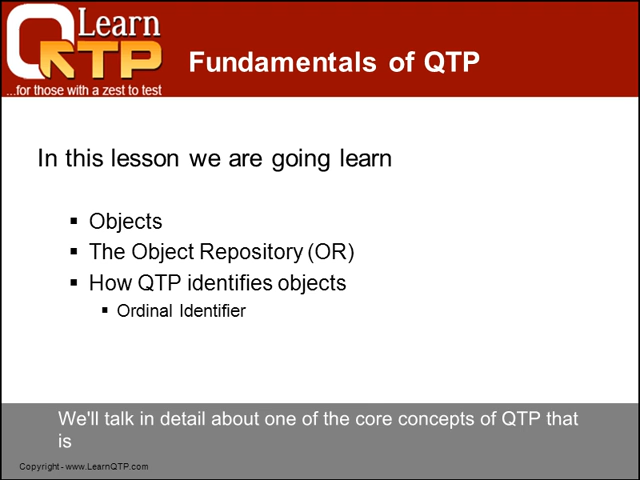 Learn
QTP
...for those with a zest to test
Fundamentals of QTP
In this lesson we are going learn
▪ Objects
▪ The Object Repository (OR)
▪ How QTP identifies objects
▪ Ordinal Identifier
We'll talk in detail about one of the core concepts of QTP that
is
Copyright - www.LearnQTP.com